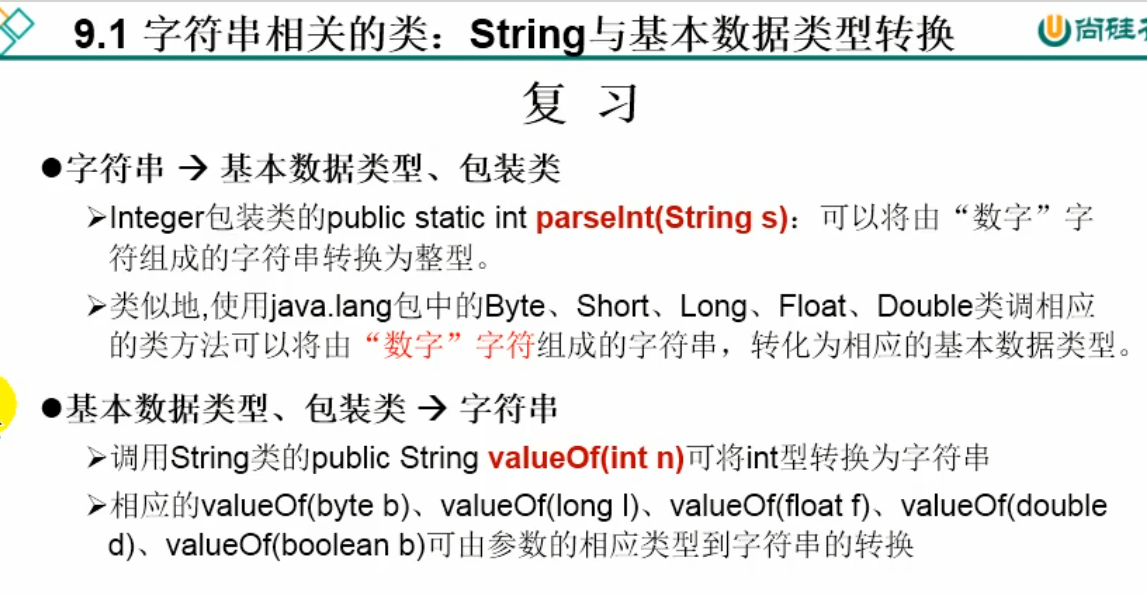 9.1 字符串相关的类：String与基本数据类型转换
尚硅
复 习
●字符串 → 基本数据类型、包装类
➢Integer包装类的public static int parseInt(String s)：可以将由“数字”字
符组成的字符串转换为整型。
➢类似地,使用java.lang包中的Byte、Short、Long、Float、Double类调相应
的类方法可以将由“数字”字符组成的字符串，转化为相应的基本数据类型。
●基本数据类型、包装类 → 字符串
➢调用String类的public String valueOf(int n)可将int型转换为字符串
➢相应的valueOf(byte b)、valueOf(long l)、valueOf(float f)、valueOf(double
d)、valueOf(boolean b)可由参数的相应类型到字符串的转换